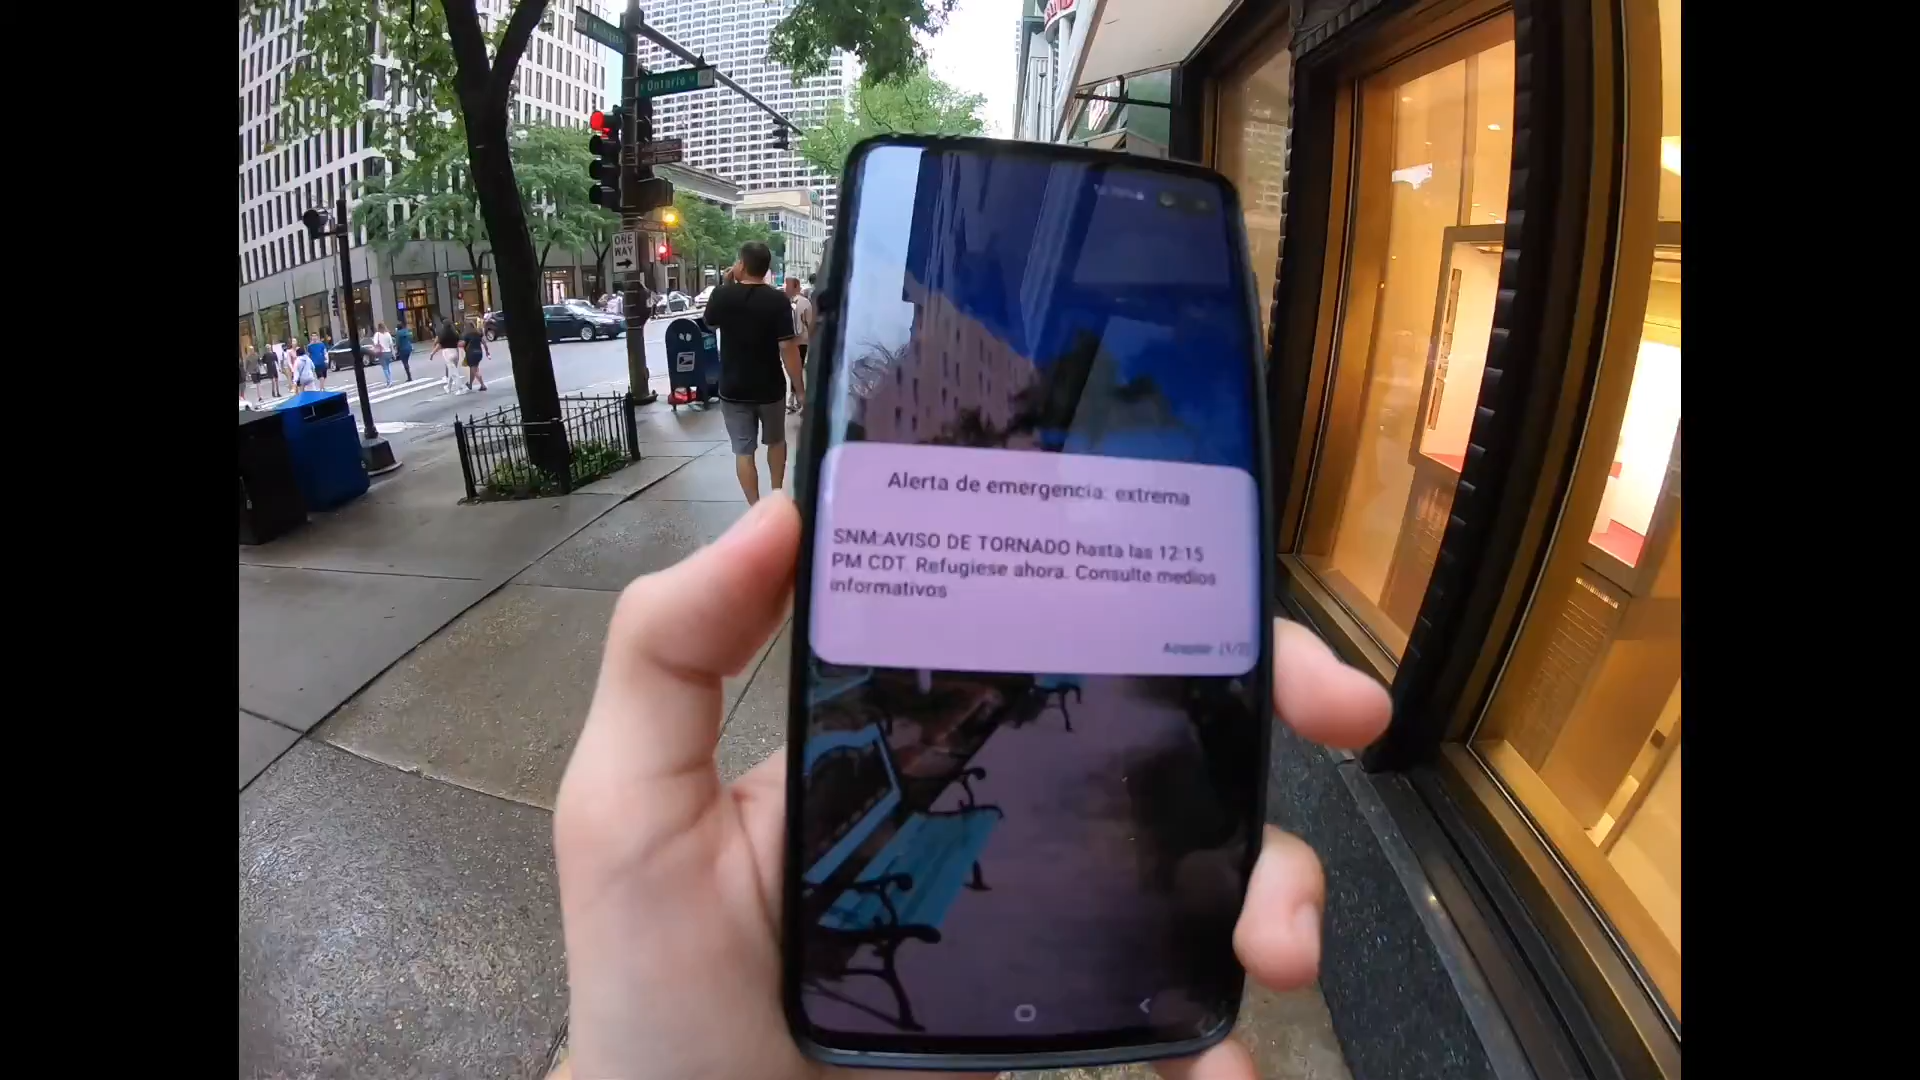 Ontario
ONE
WAY
Alerta de emergencia: extrema
SNM:AVISO DE TORNADO hasta las 12:15
PM CDT. Refugiese ahora. Consulte medios
informativos
Aceptar (1/2)